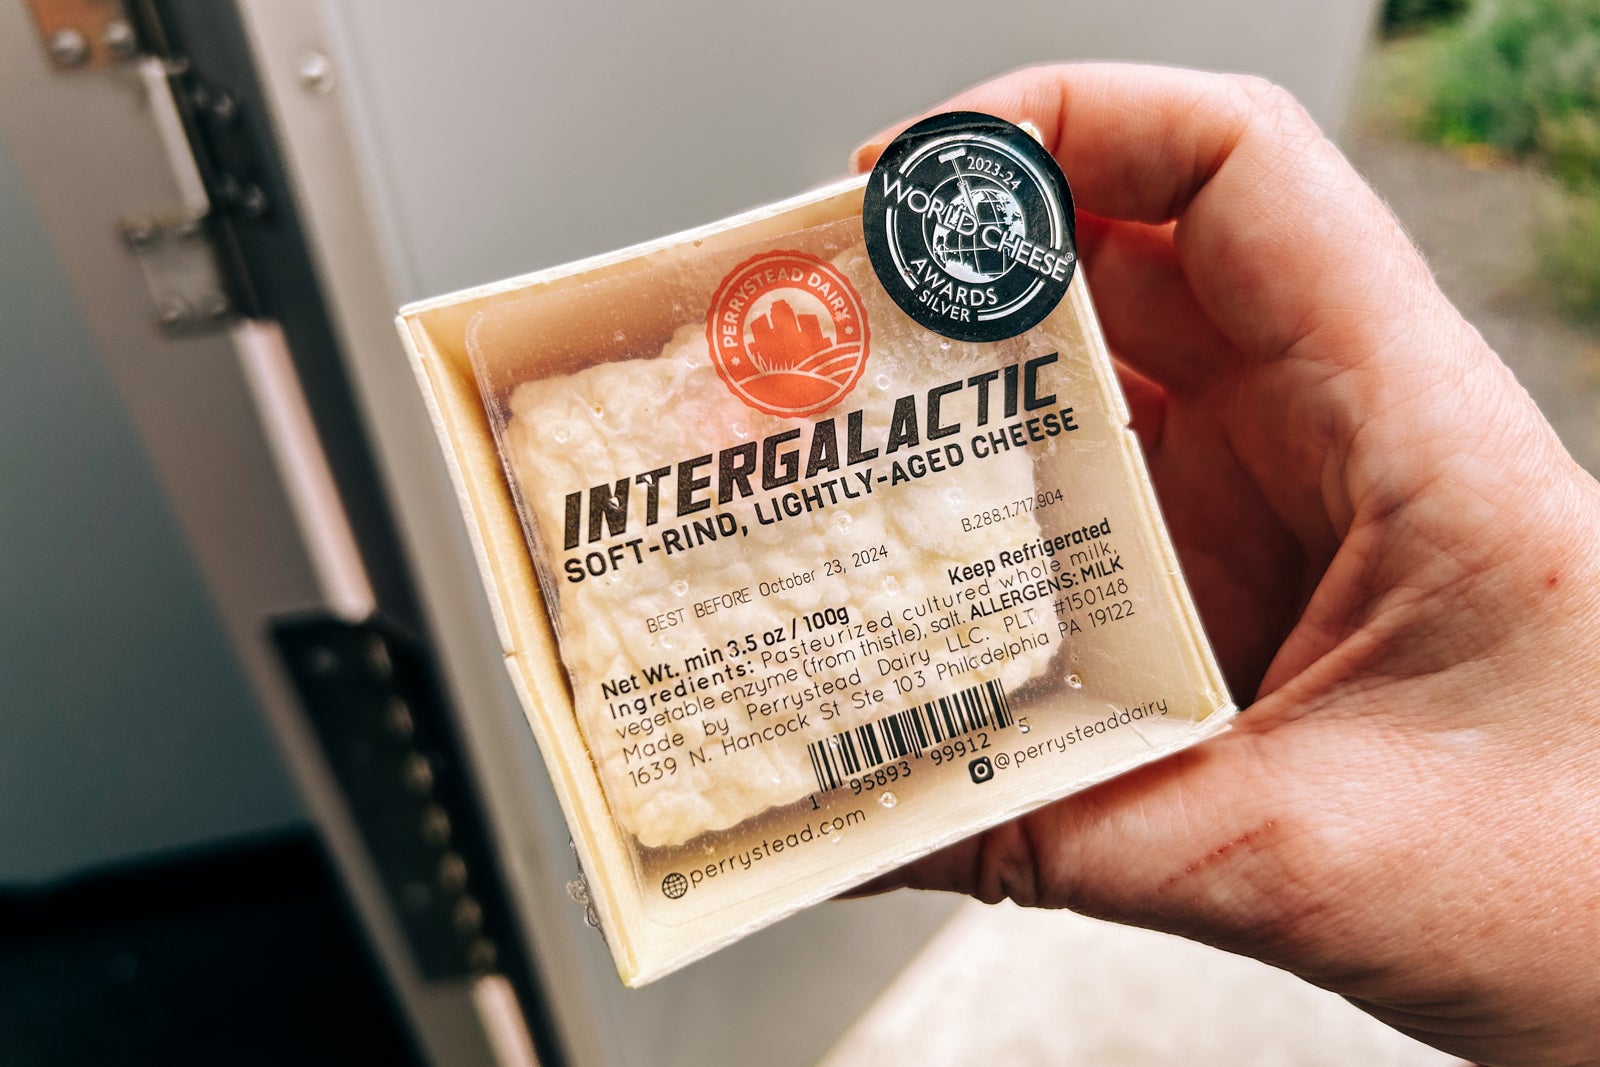 2023-24
WORLD CHEESE®
AWARDS
SILVER
PERRYSTEAD DAIRY
INTERGALACTIC
SOFT-RIND, LIGHTLY-AGED CHEESE
B.288.1.717.904
BEST BEFORE October 23, 2024
Keep Refrigerated
Net Wt. min 3.5 oz / 100g
Ingredients: Pasteurized cultured whole milk,
vegetable enzyme (from thistle), salt. ALLERGENS: MILK
Made by Perrystead Dairy LLC. PLT #150148
1639 N. Hancock St Ste 103 Philadelphia PA 19122
1 95893 99912 5
@perrysteaddairy
perrystead.com